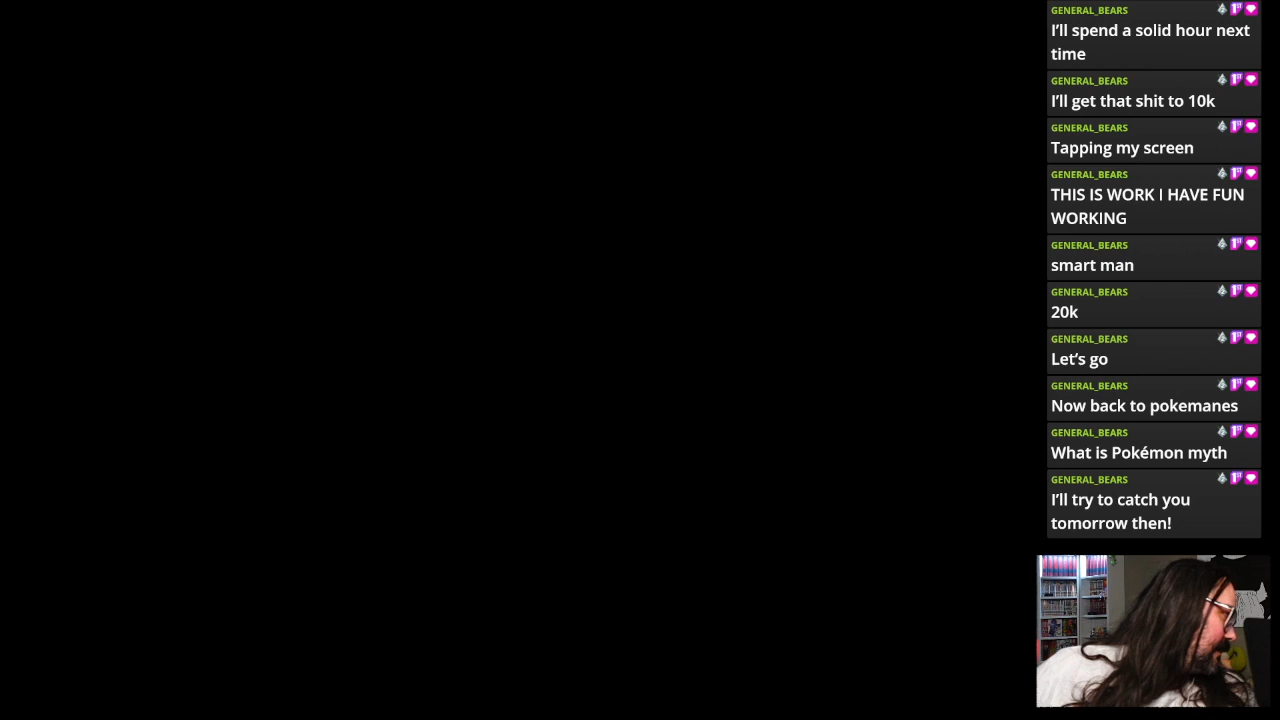 GENERAL_BEARS
I’ll spend a solid hour next
time
GENERAL_BEARS
I’ll get that shit to 10k
GENERAL_BEARS
Tapping my screen
GENERAL_BEARS
THIS IS WORK I HAVE FUN
WORKING
GENERAL_BEARS
smart man
GENERAL_BEARS
20k
GENERAL_BEARS
Let’s go
GENERAL_BEARS
Now back to pokemanes
GENERAL_BEARS
What is Pokémon myth
GENERAL_BEARS
I’ll try to catch you
tomorrow then!